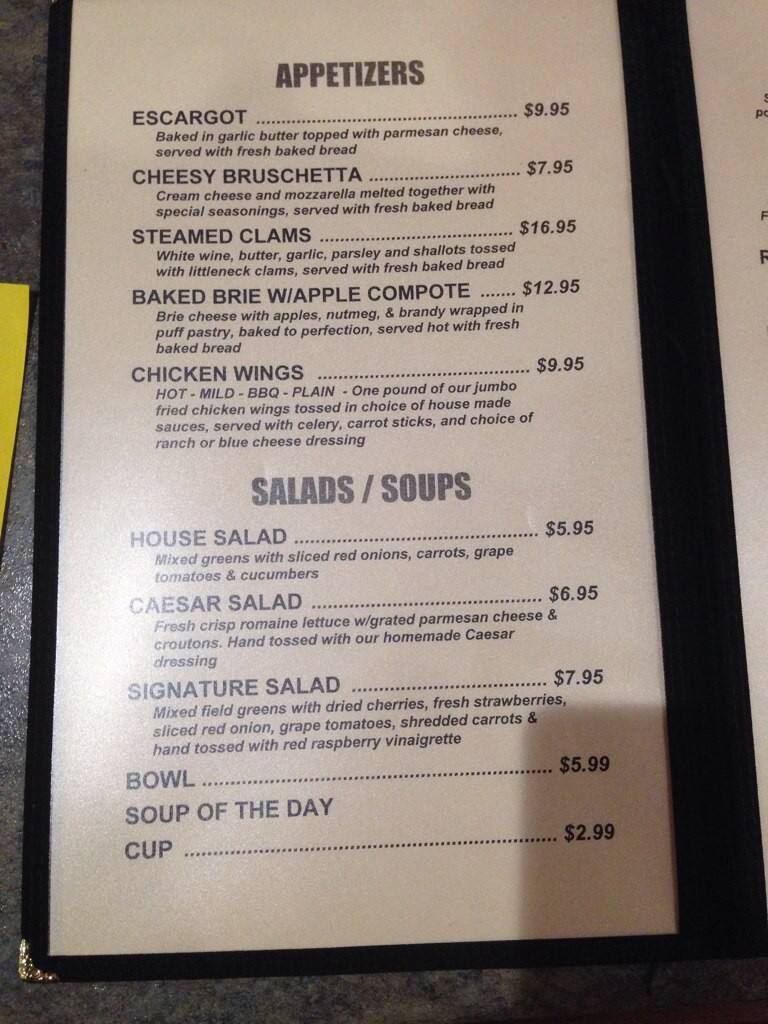 APPETIZERS
ESCARGOT ................................................ $9.95
Baked in garlic butter topped with parmesan cheese,
served with fresh baked bread
CHEESY BRUSCHETTA ............................ $7.95
Cream cheese and mozzarella melted together with
special seasonings, served with fresh baked bread
STEAMED CLAMS ................................... $16.95
White wine, butter, garlic, parsley and shallots tossed
with littleneck clams, served with fresh baked bread
BAKED BRIE W/APPLE COMPOTE ....... $12.95
Brie cheese with apples, nutmeg, & brandy wrapped in
puff pastry, baked to perfection, served hot with fresh
baked bread
CHICKEN WINGS ....................................... $9.95
HOT - MILD - BBQ - PLAIN - One pound of our jumbo
fried chicken wings tossed in choice of house made
sauces, served with celery, carrot sticks, and choice of
ranch or blue cheese dressing
SALADS / SOUPS
HOUSE SALAD ............................................. $5.95
Mixed greens with sliced red onions, carrots, grape
tomatoes & cucumbers
CAESAR SALAD .......................................... $6.95
Fresh crisp romaine lettuce w/grated parmesan cheese &
croutons. Hand tossed with our homemade Caesar
dressing
SIGNATURE SALAD ................................... $7.95
Mixed field greens with dried cherries, fresh strawberries,
sliced red onion, grape tomatoes, shredded carrots &
hand tossed with red raspberry vinaigrette
BOWL ................................................................ $5.99
SOUP OF THE DAY
CUP .................................................................... $2.99